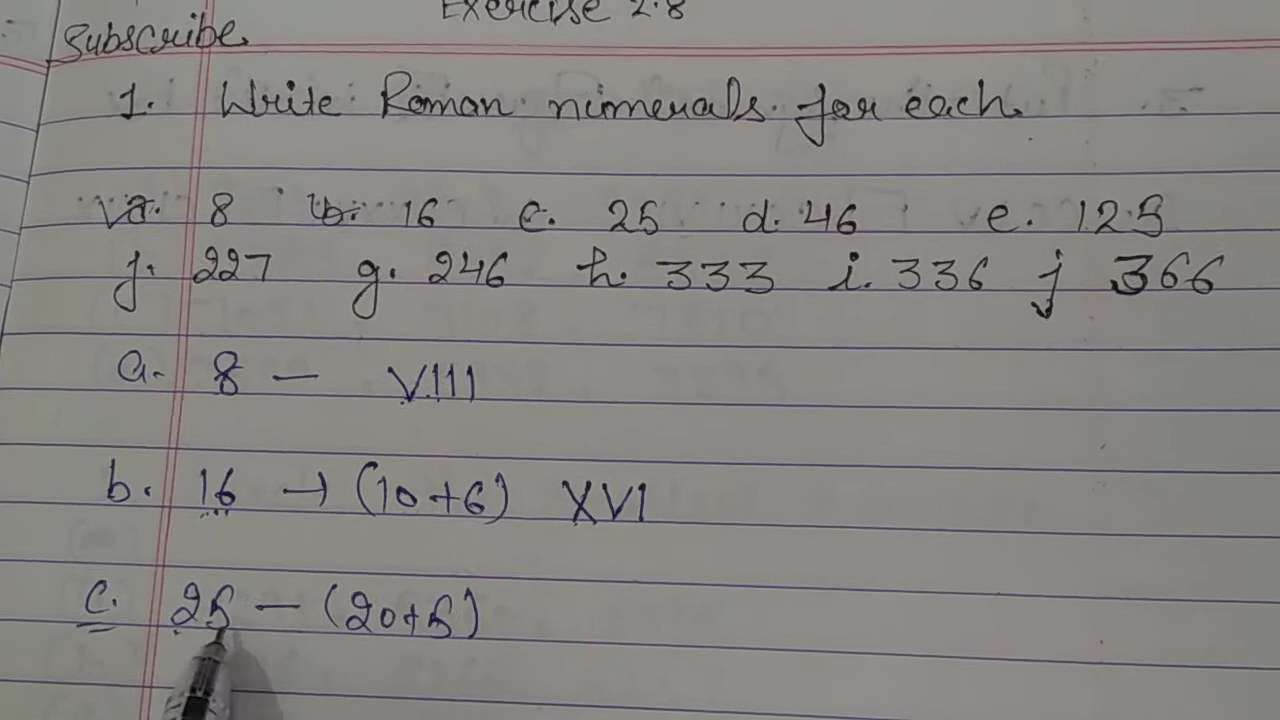 Exercise 2.8
Subscribe
1. Write Roman numerals for each.
a. 8 b. 16 c. 25 d. 46 e. 125
f. 227 g. 246 h. 333 i. 336 j 366
a. 8 — VIII
b. 16 → (10+6) XVI
c. 25 — (20+5)